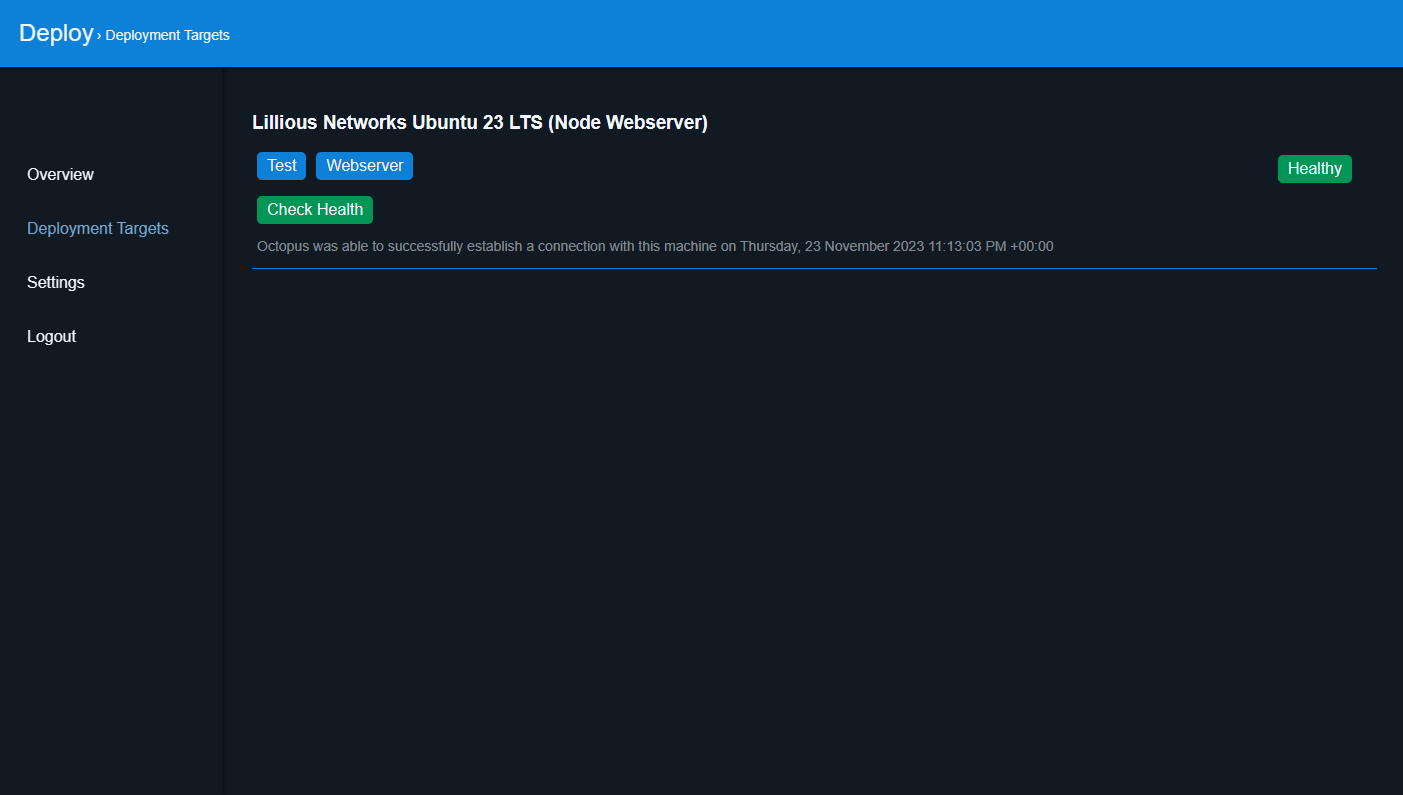 Deploy › Deployment Targets
Overview
Deployment Targets
Settings
Logout
Lillious Networks Ubuntu 23 LTS (Node Webserver)
Test Webserver Healthy
Check Health
Octopus was able to successfully establish a connection with this machine on Thursday, 23 November 2023 11:13:03 PM +00:00